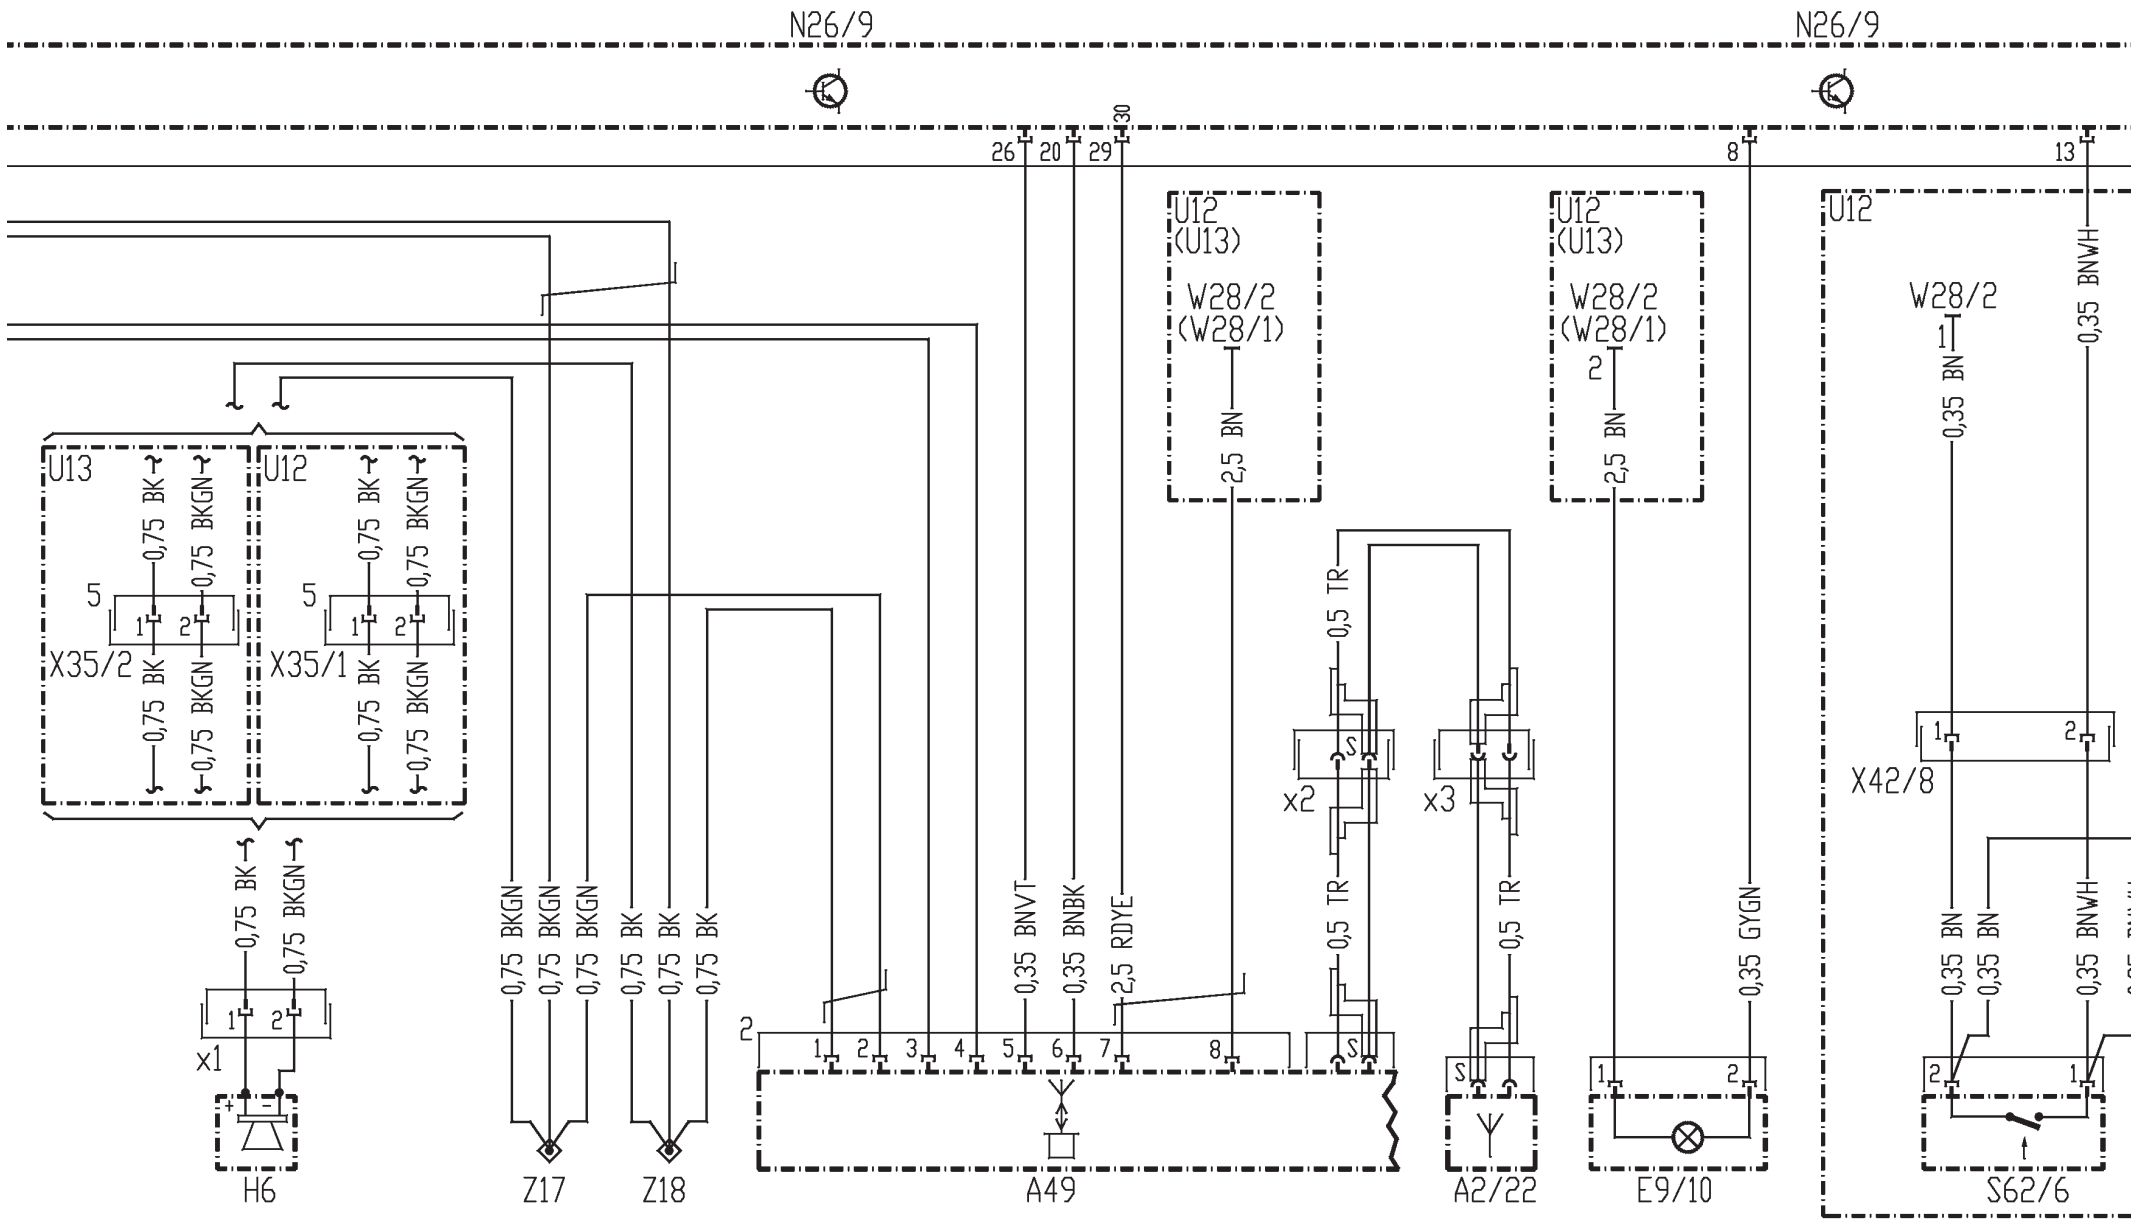 N26/9
N26/9
30
26
20
29
8
13
U12
(U13)
W28/2
(W28/1)
2,5 BN
U12
(U13)
W28/2
(W28/1)
2
2,5 BN
U12
W28/2
1
0,35 BN
0,35 BNWH
U13
0,75 BK
0,75 BKGN
5
1
2
X35/2
0,75 BK
0,75 BKGN
U12
0,75 BK
0,75 BKGN
5
1
2
X35/1
0,75 BK
0,75 BKGN
0,5 TR
S
x2
x3
1
2
X42/8
0,75 BK
0,75 BKGN
1
2
x1
+
-
H6
0,75 BKGN
0,75 BKGN
0,75 BKGN
0,75 BK
0,75 BK
0,75 BK
Z17
Z18
0,35 BNVT
0,35 BNBK
2,5 RDYE
0,5 TR
0,5 TR
0,35 GYGN
0,35 BN
0,35 BN
0,35 BNWH
2
1
2
3
4
5
6
7
8
S
A49
S
A2/22
1
2
E9/10
2
1
S62/6